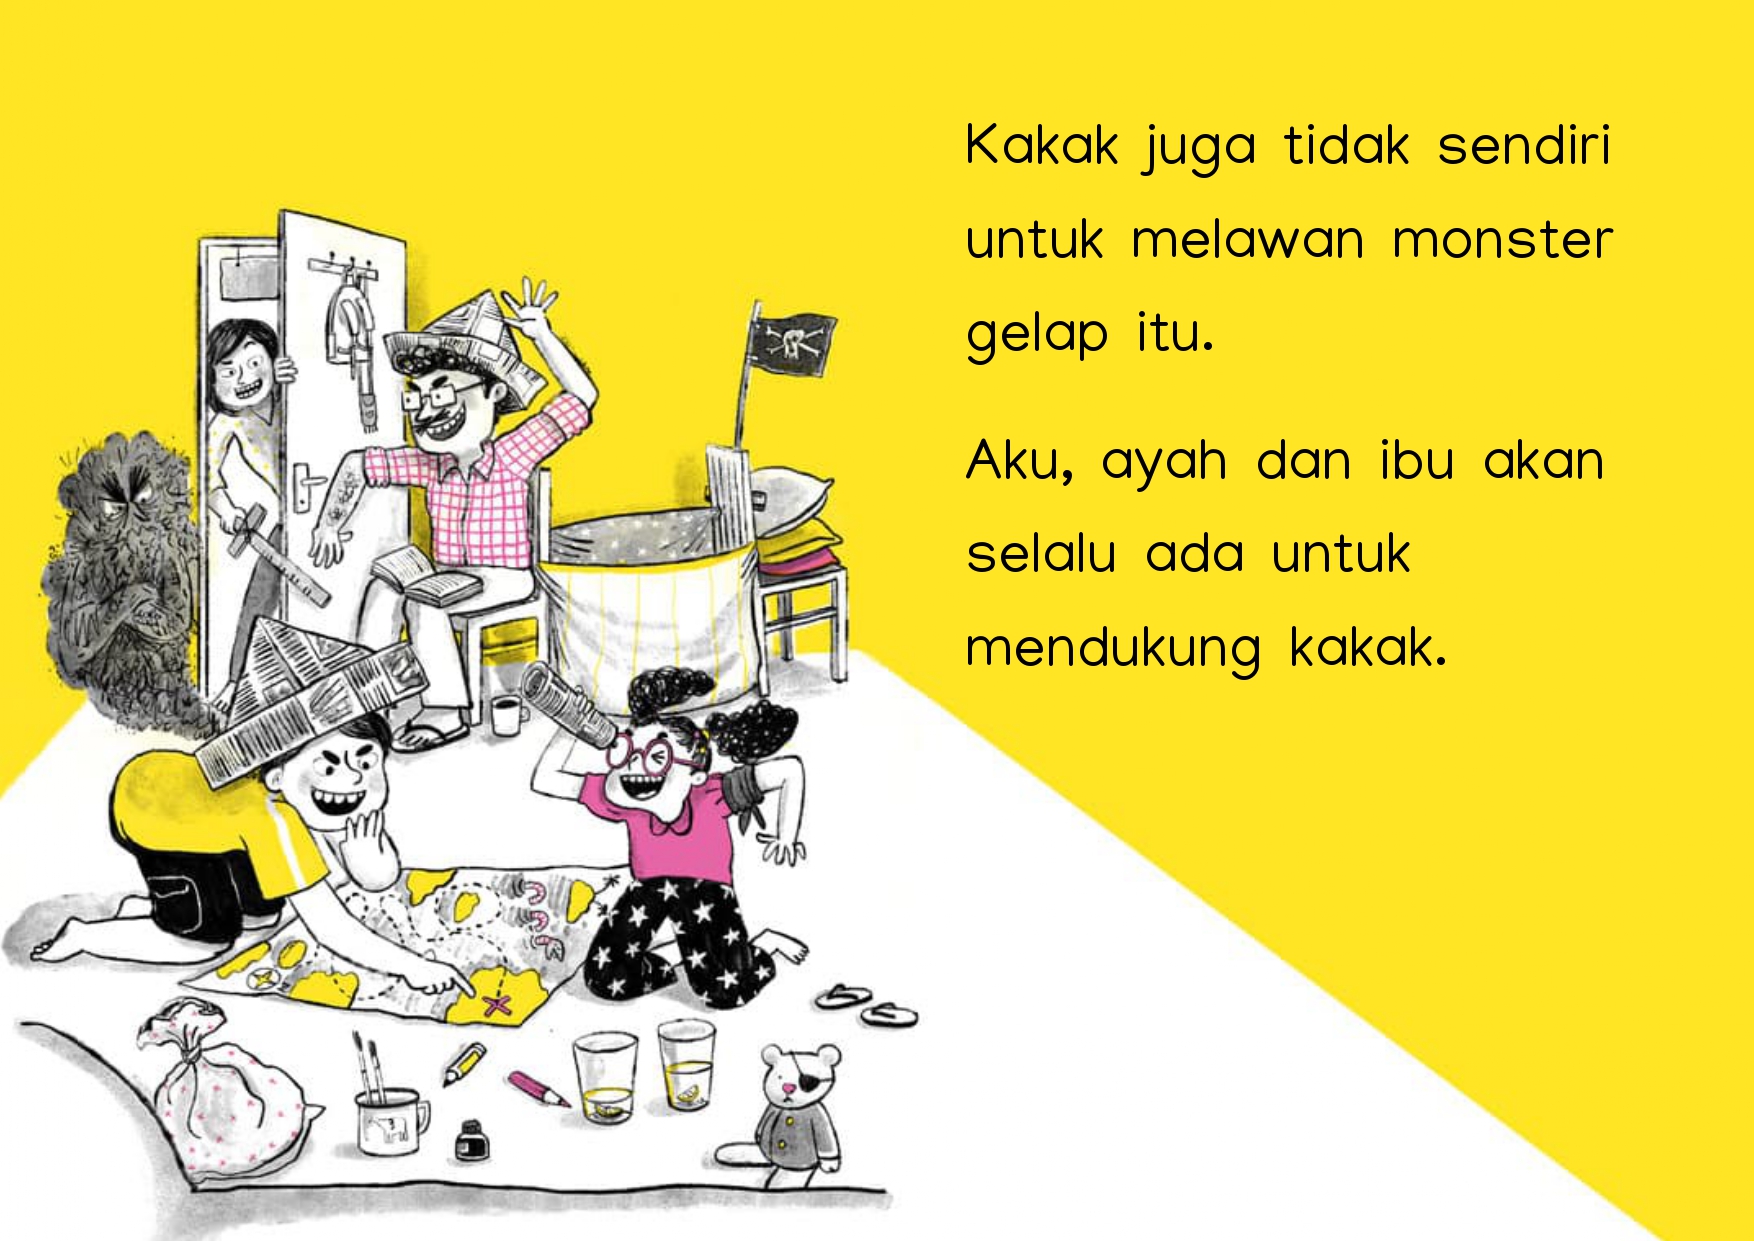 Kakak juga tidak sendiri
untuk melawan monster
gelap itu.
Aku, ayah dan ibu akan
selalu ada untuk
mendukung kakak.